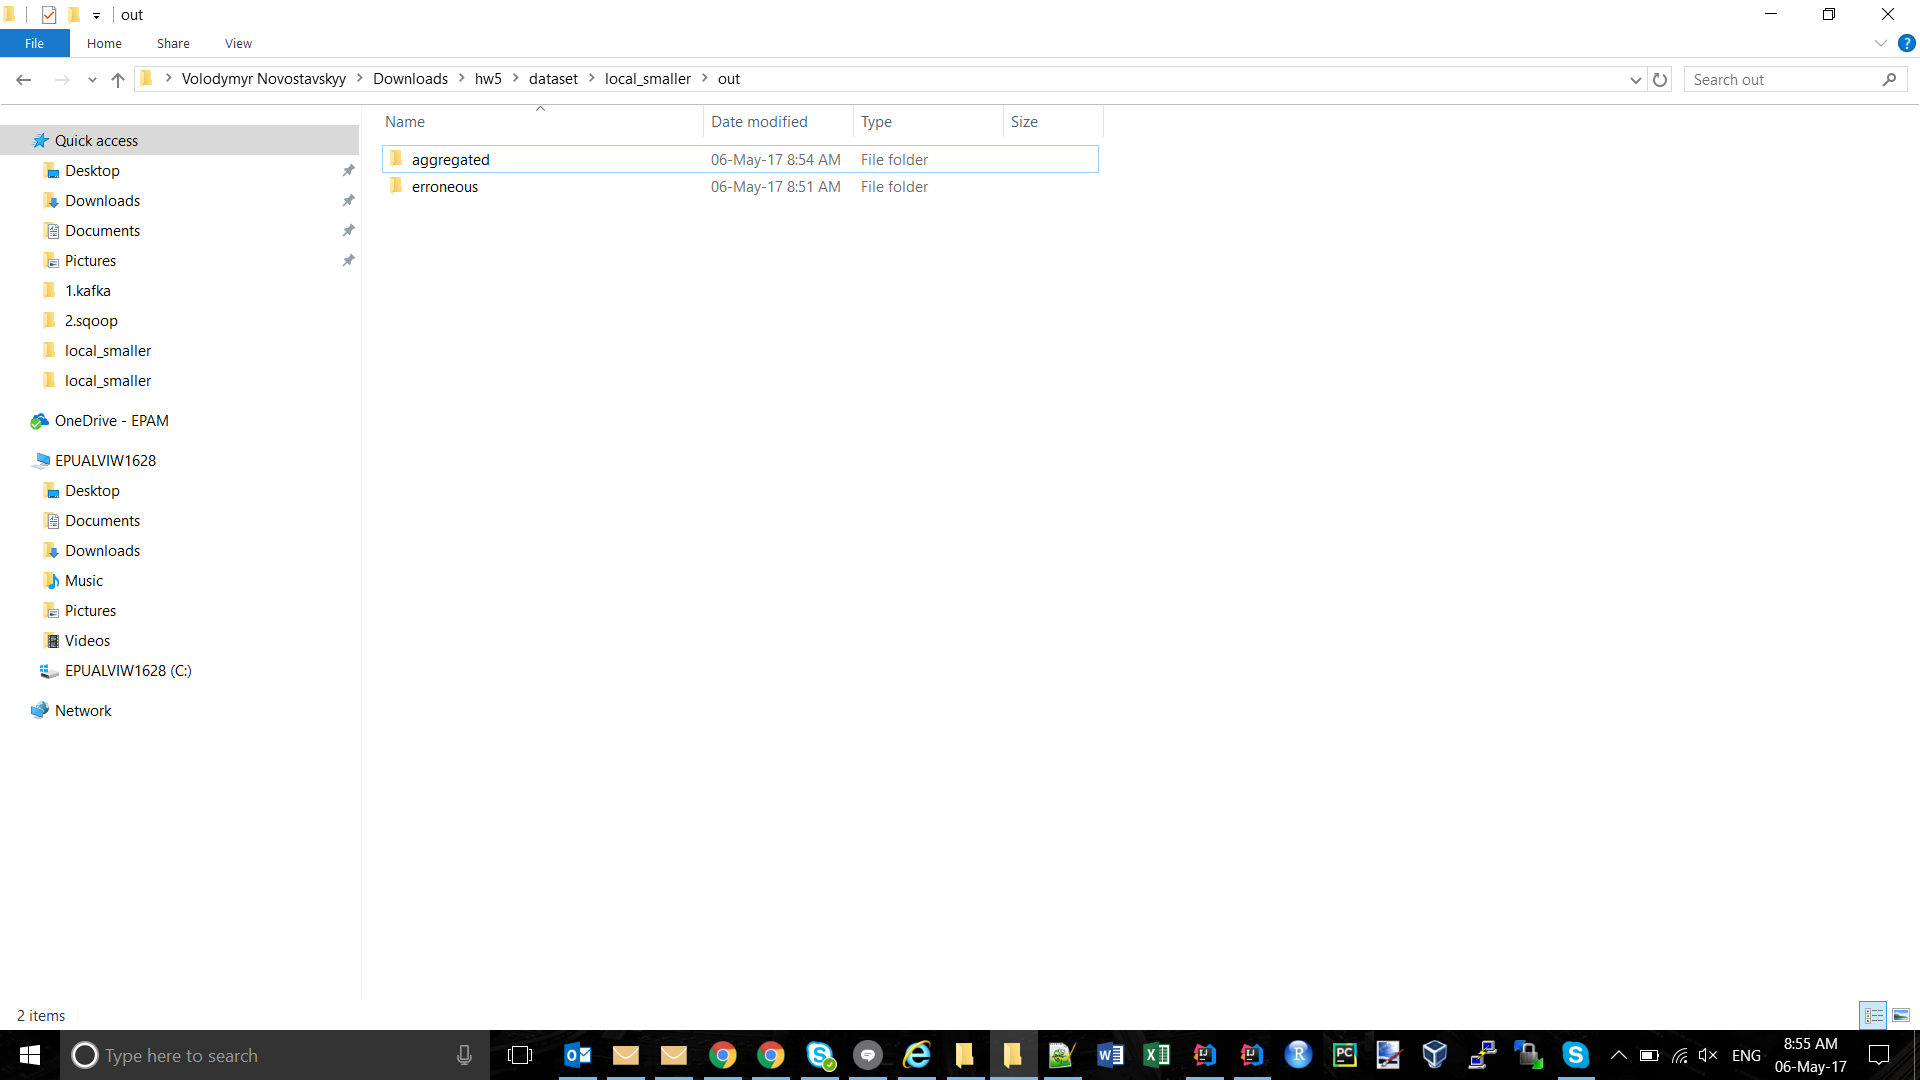 out
File Home Share View
Volodymyr Novostavskyy Downloads hw5 dataset local_smaller out
Search out
Name Date modified Type Size
aggregated 06-May-17 8:54 AM File folder
erroneous 06-May-17 8:51 AM File folder
Quick access
Desktop
Downloads
Documents
Pictures
1.kafka
2.sqoop
local_smaller
local_smaller
OneDrive - EPAM
EPUALVIW1628
Desktop
Documents
Downloads
Music
Pictures
Videos
EPUALVIW1628 (C:)
Network
2 items
Type here to search
ENG
8:55 AM
06-May-17